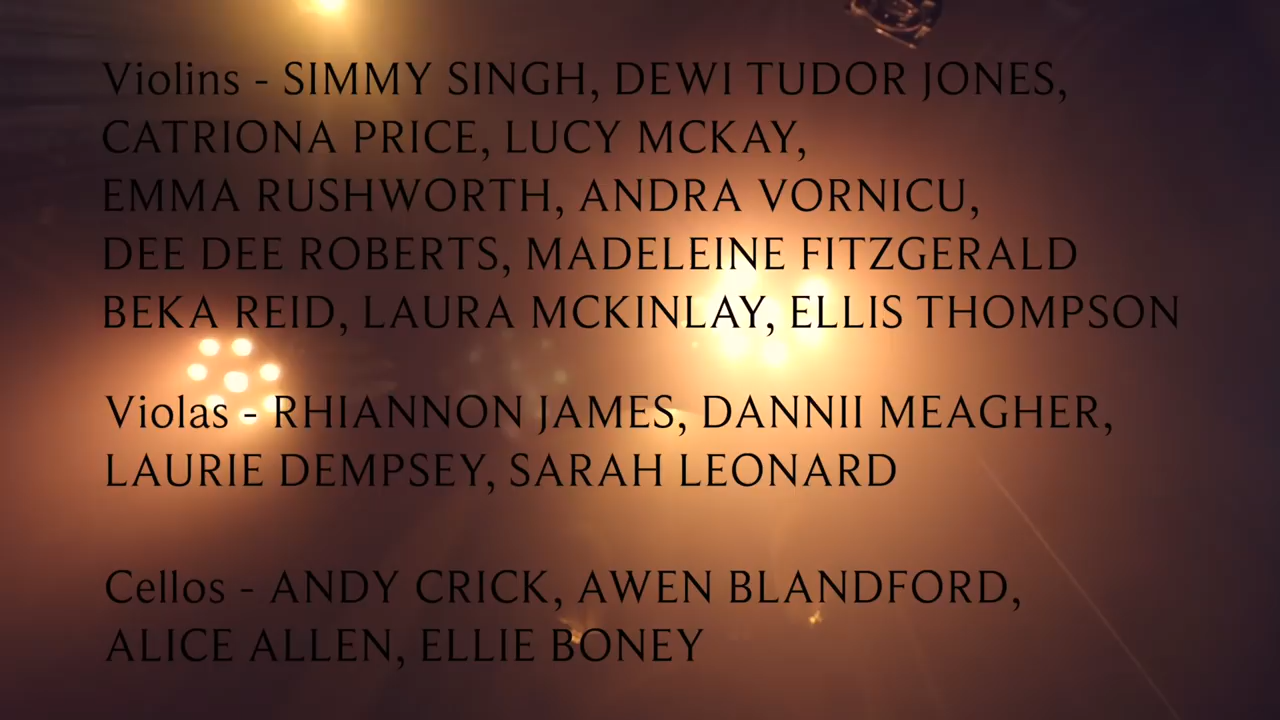 Violins - SIMMY SINGH, DEWI TUDOR JONES,
CATRIONA PRICE, LUCY MCKAY,
EMMA RUSHWORTH, ANDRA VORNICU,
DEE DEE ROBERTS, MADELEINE FITZGERALD
BEKA REID, LAURA MCKINLAY, ELLIS THOMPSON
Violas - RHIANNON JAMES, DANNII MEAGHER,
LAURIE DEMPSEY, SARAH LEONARD
Cellos - ANDY CRICK, AWEN BLANDFORD,
ALICE ALLEN, ELLIE BONEY